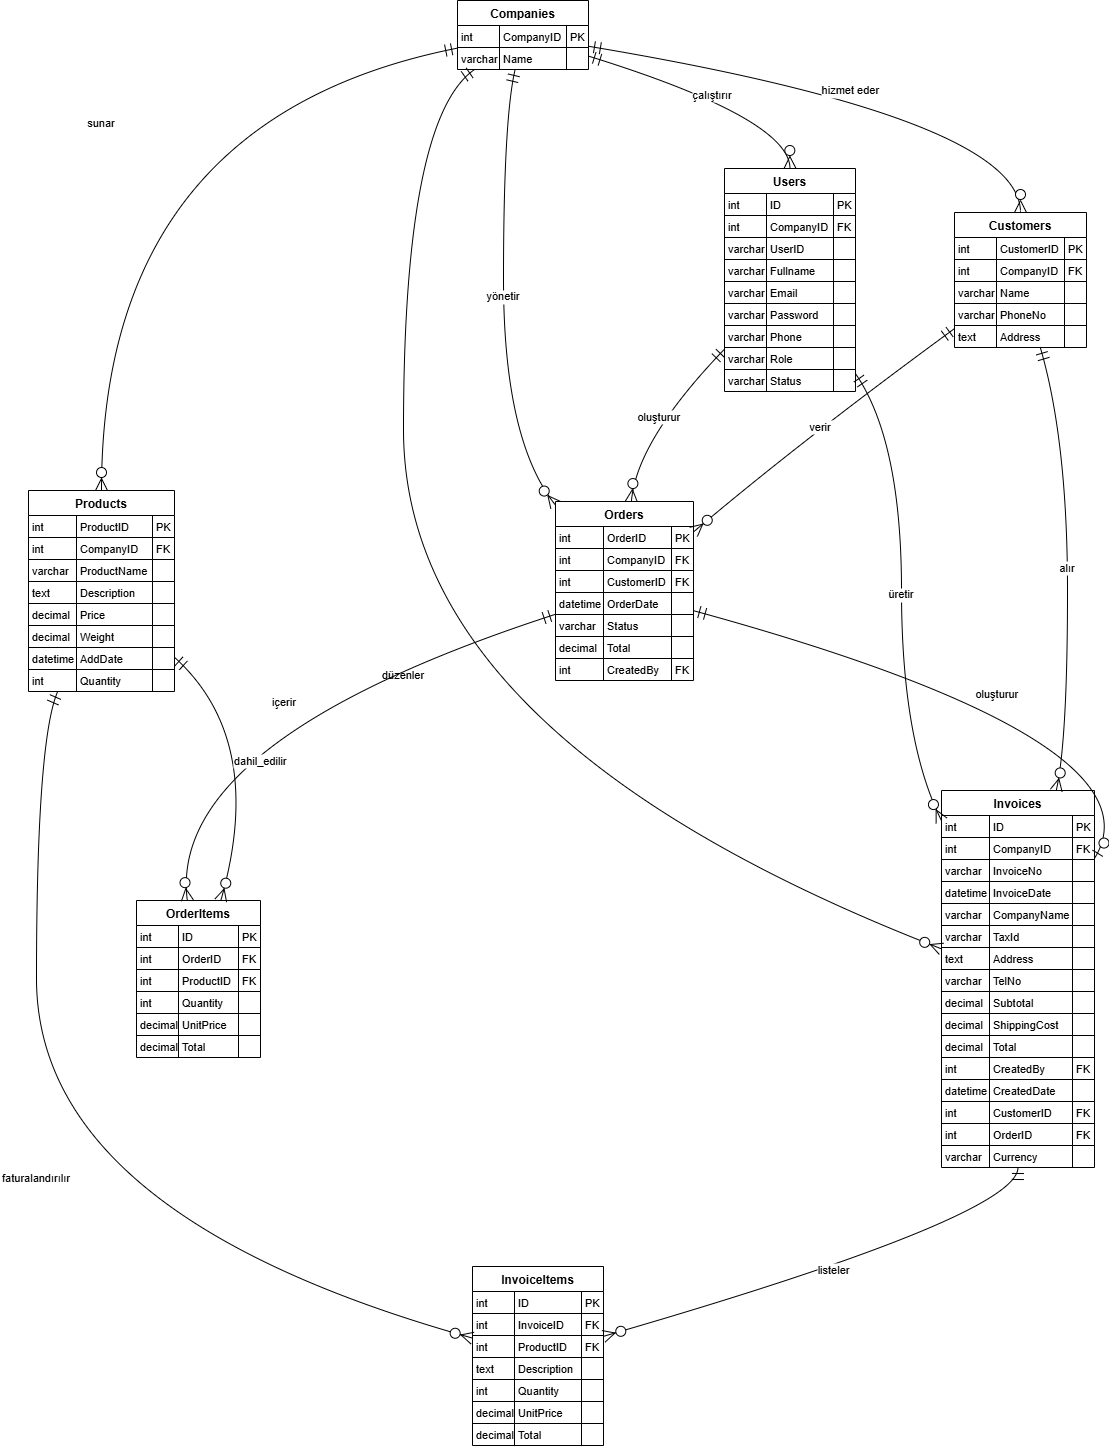 Companies
int CompanyID PK
varchar Name
sunar
çalıştırır
hizmet eder
yönetir
Users
int ID PK
int CompanyID FK
varchar UserID
varchar Fullname
varchar Email
varchar Password
varchar Phone
varchar Role
varchar Status
Customers
int CustomerID PK
int CompanyID FK
varchar Name
varchar PhoneNo
text Address
oluşturur
verir
Products
int ProductID PK
int CompanyID FK
varchar ProductName
text Description
decimal Price
decimal Weight
datetime AddDate
int Quantity
Orders
int OrderID PK
int CompanyID FK
int CustomerID FK
datetime OrderDate
varchar Status
decimal Total
int CreatedBy FK
alır
üretir
düzenler
içerir
oluşturur
dahil_edilir
Invoices
int ID PK
int CompanyID FK
varchar InvoiceNo
datetime InvoiceDate
varchar CompanyName
varchar TaxId
text Address
varchar TelNo
decimal Subtotal
decimal ShippingCost
decimal Total
int CreatedBy FK
datetime CreatedDate
int CustomerID FK
int OrderID FK
varchar Currency
OrderItems
int ID PK
int OrderID FK
int ProductID FK
int Quantity
decimal UnitPrice
decimal Total
faturalandırılır
listeler
InvoiceItems
int ID PK
int InvoiceID FK
int ProductID FK
text Description
int Quantity
decimal UnitPrice
decimal Total